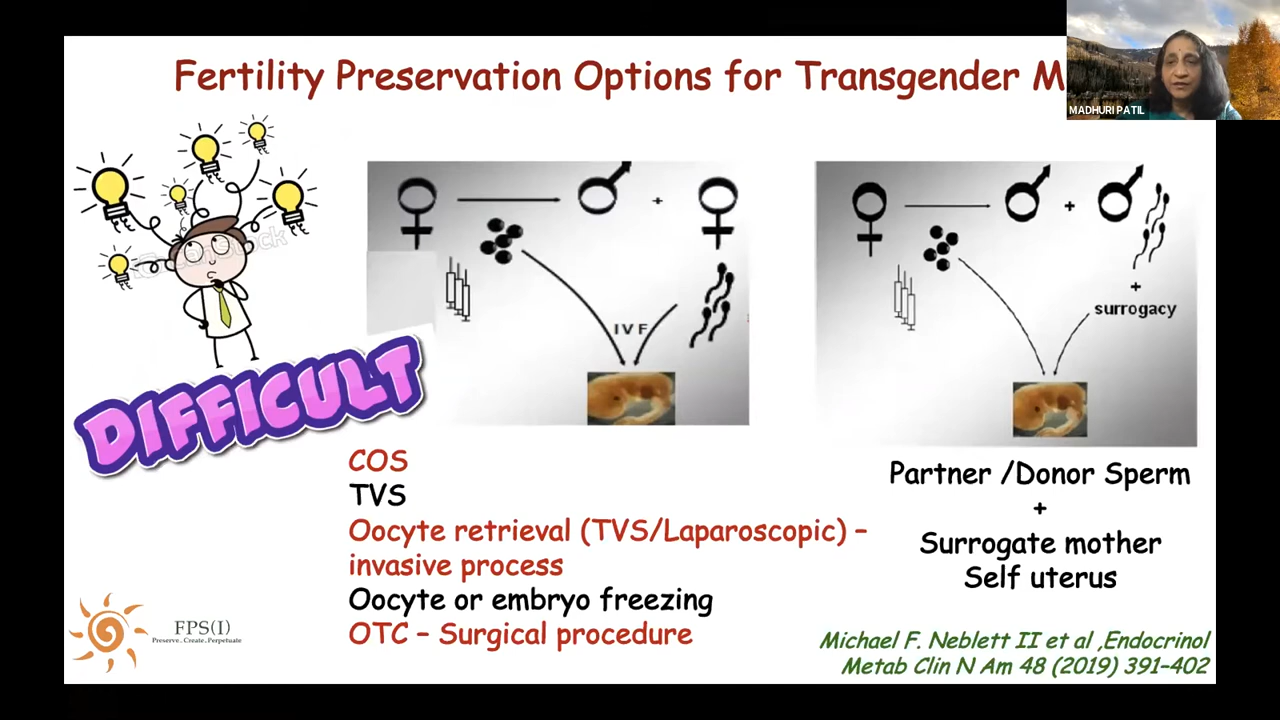 Fertility Preservation Options for Transgender M
MADHURI PATIL
IVF
+
+
+
surrogacy
DIFFICULT
COS
TVS
Oocyte retrieval (TVS/Laparoscopic) –
invasive process
Oocyte or embryo freezing
OTC – Surgical procedure
Partner /Donor Sperm
+
Surrogate mother
Self uterus
FPS(I)
Preserve . Create . Perpetuate
Michael F. Neblett II et al ,Endocrinol
Metab Clin N Am 48 (2019) 391–402